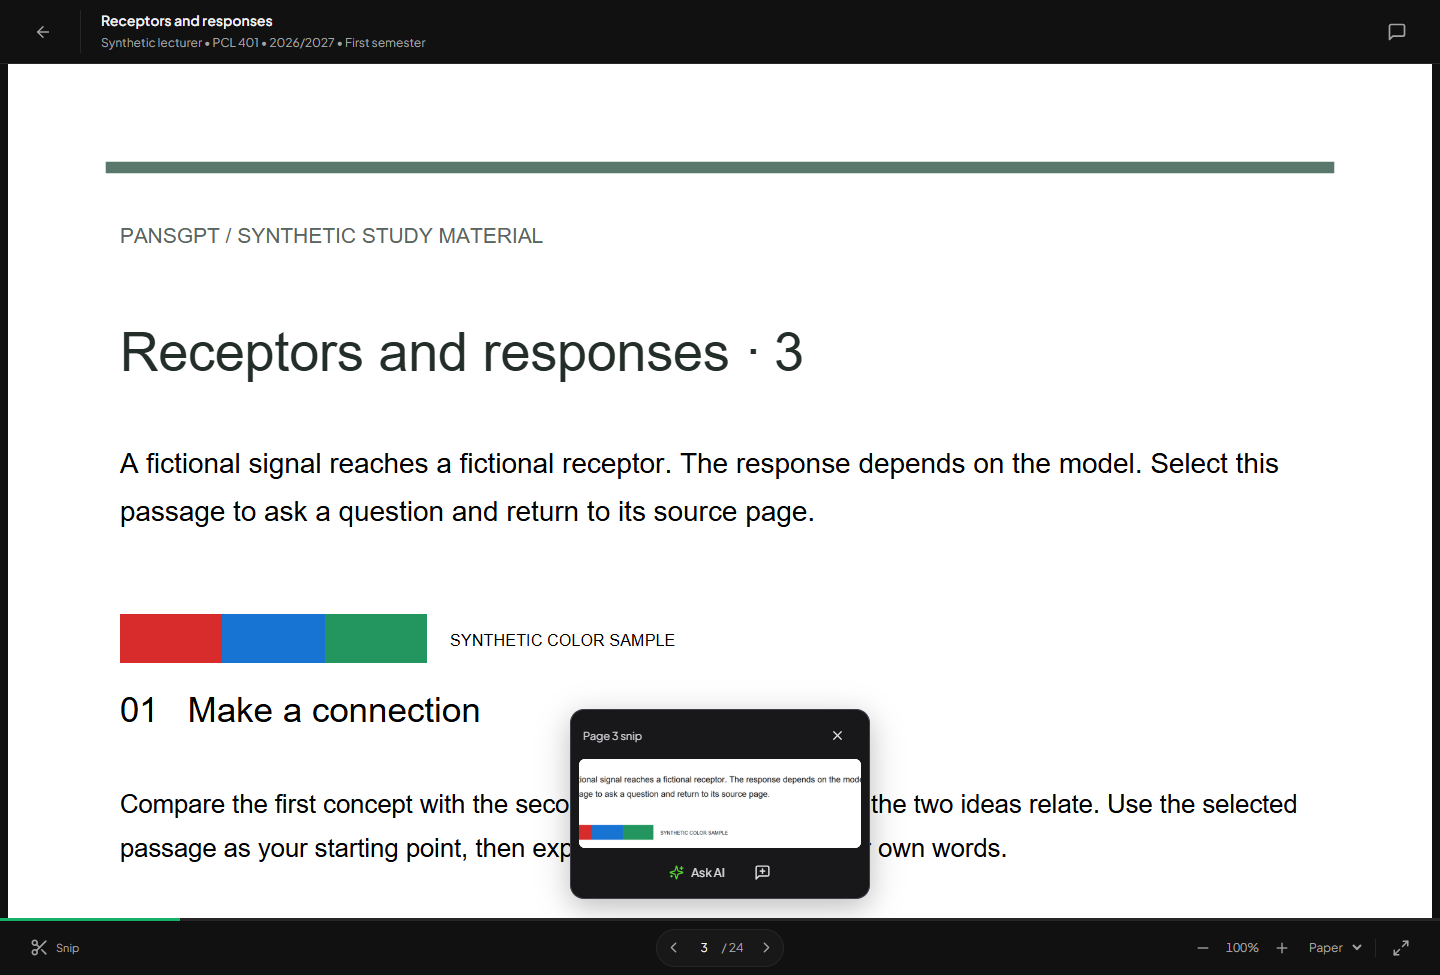 Receptors and responses
Synthetic lecturer • PCL 401 • 2026/2027 • First semester
PANSGPT / SYNTHETIC STUDY MATERIAL
Receptors and responses · 3
A fictional signal reaches a fictional receptor. The response depends on the model. Select this
passage to ask a question and return to its source page.
SYNTHETIC COLOR SAMPLE
01 Make a connection
Compare the first concept with the seco
the two ideas relate. Use the selected
passage as your starting point, then exp
own words.
Page 3 snip
ional signal reaches a fictional receptor. The response depends on the mod
age to ask a question and return to its source page.
SYNTHETIC COLOR SAMPLE
Ask AI
Snip
3 / 24
100%
Paper